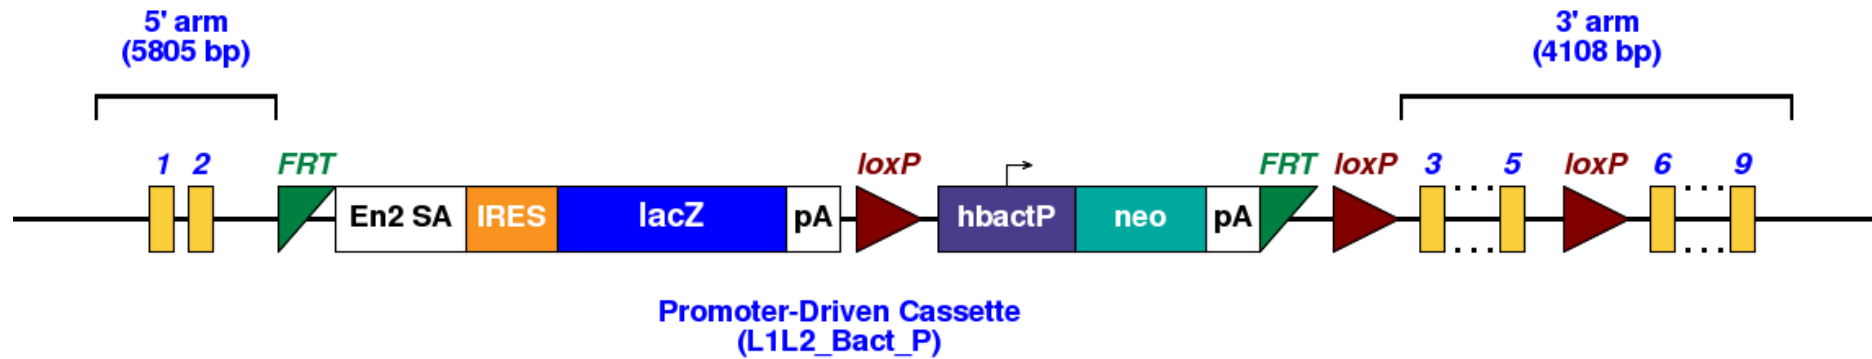 5' arm
(5805 bp)
3' arm
(4108 bp)
1 2 FRT loxP FRT loxP 3 ... 5 loxP 6 ... 9
En2 SA IRES lacZ pA hbactP neo pA ... ...
Promoter-Driven Cassette
(L1L2_Bact_P)